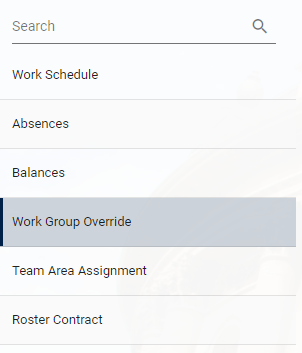 Search
Work Schedule
Absences
Balances
Work Group Override
Team Area Assignment
Roster Contract